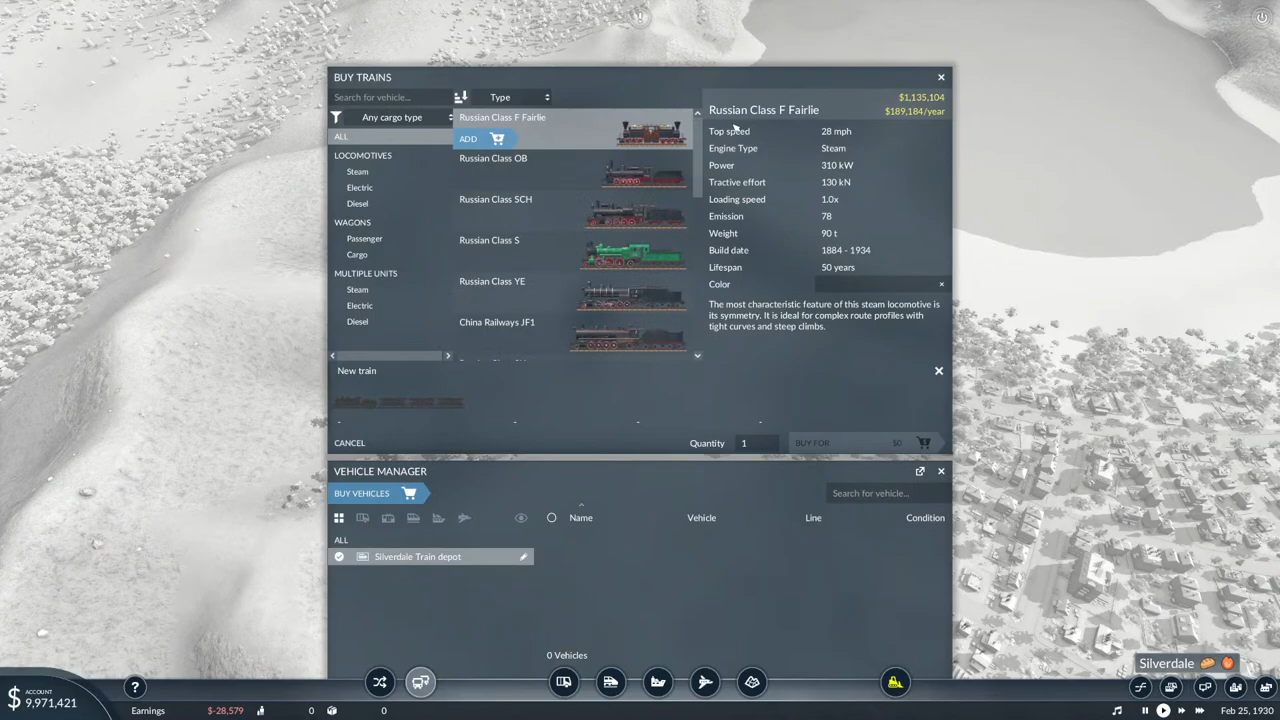 BUY TRAINS
Search for vehicle...
Type
Any cargo type
ALL
LOCOMOTIVES
Steam
Electric
Diesel
WAGONS
Passenger
Cargo
MULTIPLE UNITS
Steam
Electric
Diesel
Russian Class F Fairlie
ADD
Russian Class OB
Russian Class SCH
Russian Class S
Russian Class YE
China Railways JF1
$1,135,104
Russian Class F Fairlie
$189,184/year
Top speed 28 mph
Engine Type Steam
Power 310 kW
Tractive effort 130 kN
Loading speed 1.0x
Emission 78
Weight 90 t
Build date 1884 - 1934
Lifespan 50 years
Color
The most characteristic feature of this steam locomotive is
its symmetry. It is ideal for complex route profiles with
tight curves and steep climbs.
New train
- - - -
CANCEL
Quantity 1
BUY FOR $0
VEHICLE MANAGER
BUY VEHICLES
Search for vehicle...
Name Vehicle Line Condition
ALL
Silverdale Train depot
0 Vehicles
Silverdale
$ ACCOUNT
9,971,421
?
Earnings $-28,579 0 0
Feb 25, 1930